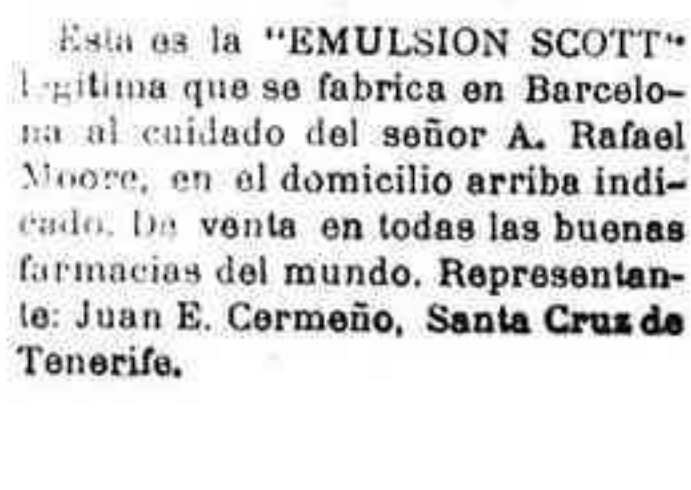 Esta es la "EMULSION SCOTT"
legitima que se fabrica en Barcelo-
na al cuidado del señor A. Rafael
Moore, en el domicilio arriba indi-
cado. De venta en todas las buenas
farmacias del mundo. Representan-
te: Juan E. Cermeño, Santa Cruz de
Tenerife.